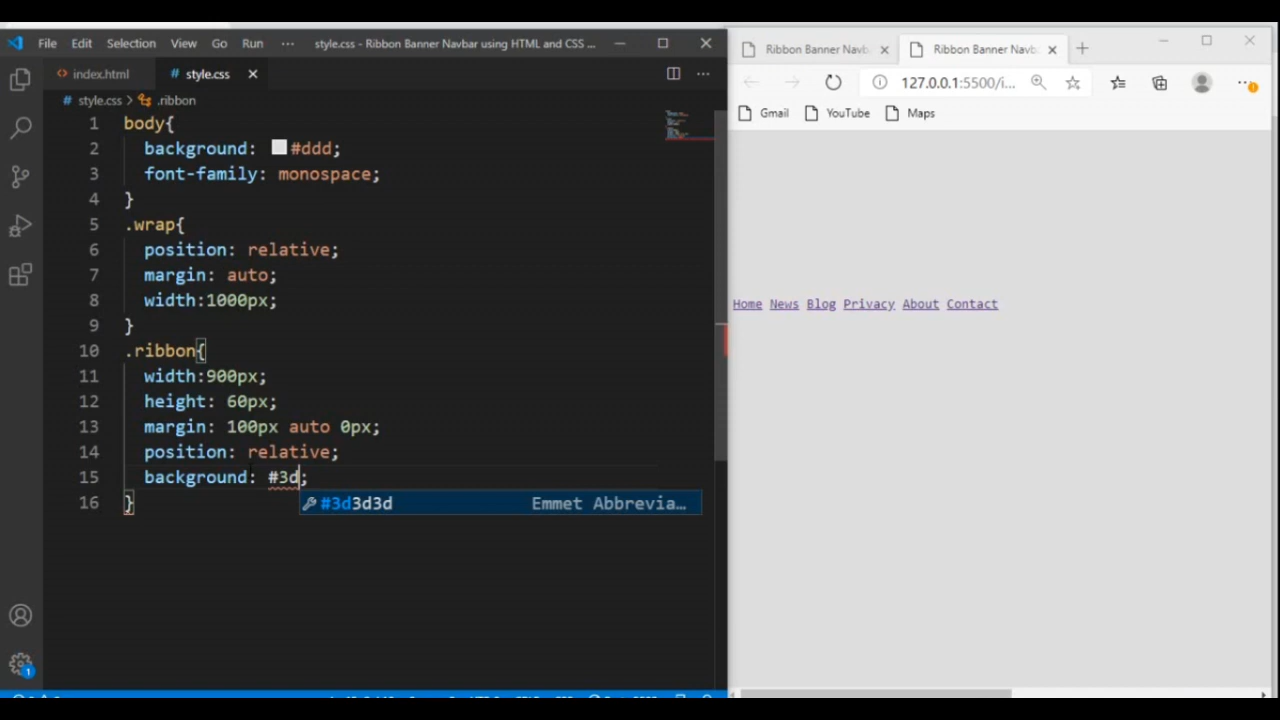 File Edit Selection View Go Run ··· style.css - Ribbon Banner Navbar using HTML and CSS ...
index.html
style.css
style.css > .ribbon
1 body{
2 background: #ddd;
3 font-family: monospace;
4 }
5 .wrap{
6 position: relative;
7 margin: auto;
8 width:1000px;
9 }
10 .ribbon{
11 width:900px;
12 height: 60px;
13 margin: 100px auto 0px;
14 position: relative;
15 background: #3d;
#3d3d3d Emmet Abbrevia...
16 }
1
Ribbon Banner Navb
Ribbon Banner Navb
127.0.0.1:5500/i...
Gmail YouTube Maps
Home News Blog Privacy About Contact